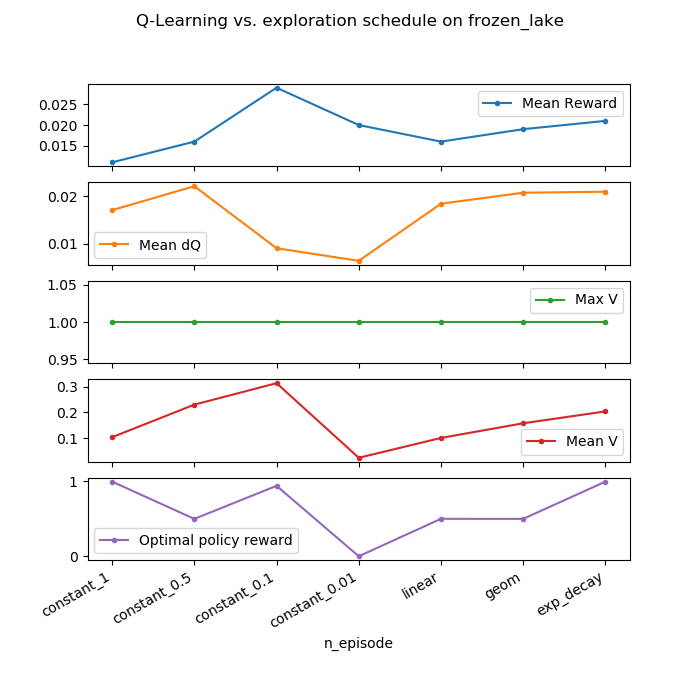 Q-Learning vs. exploration schedule on frozen_lake
0.025
0.020
0.015
Mean Reward
0.02
0.01
Mean dQ
1.05
1.00
0.95
Max V
0.3
0.2
0.1
Mean V
1
0
Optimal policy reward
constant_1
constant_0.5
constant_0.1
constant_0.01
linear
geom
exp_decay
n_episode